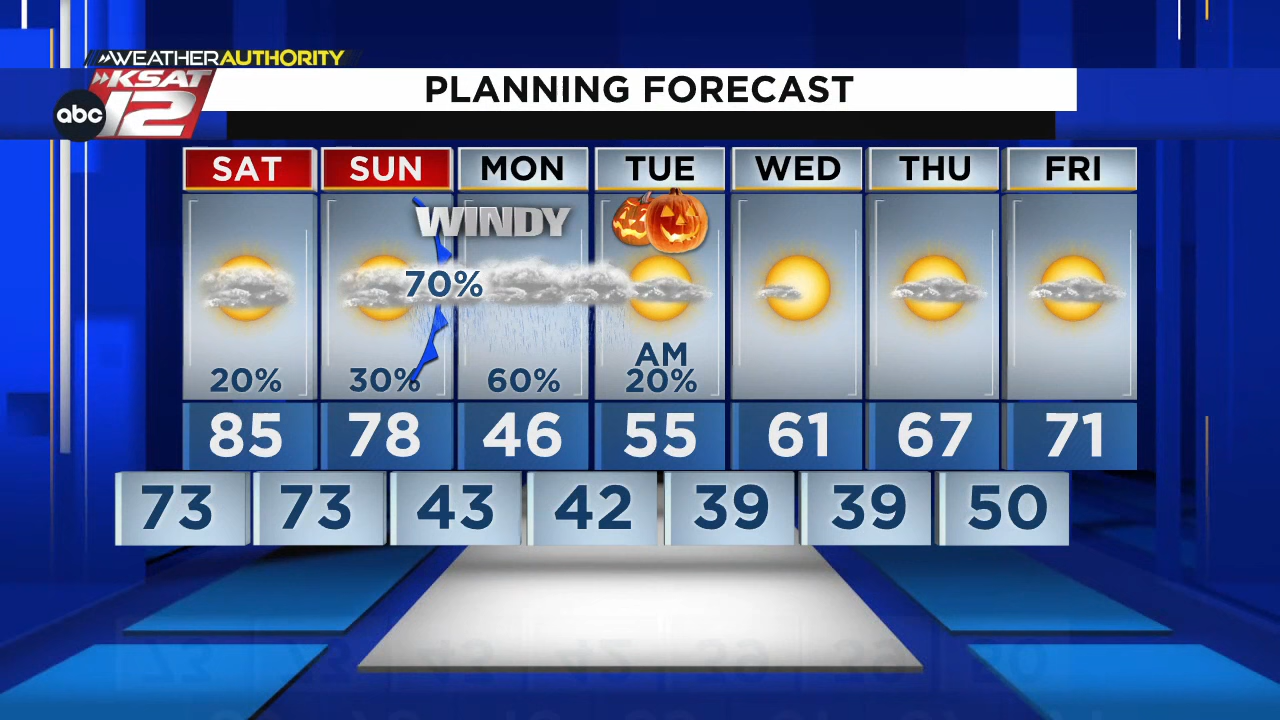 WEATHERAUTHORITY
KSAT
abc 12
PLANNING FORECAST
SAT SUN MON TUE WED THU FRI
WINDY
70%
AM
20% 30% 60% 20%
85 78 46 55 61 67 71
73 73 43 42 39 39 50